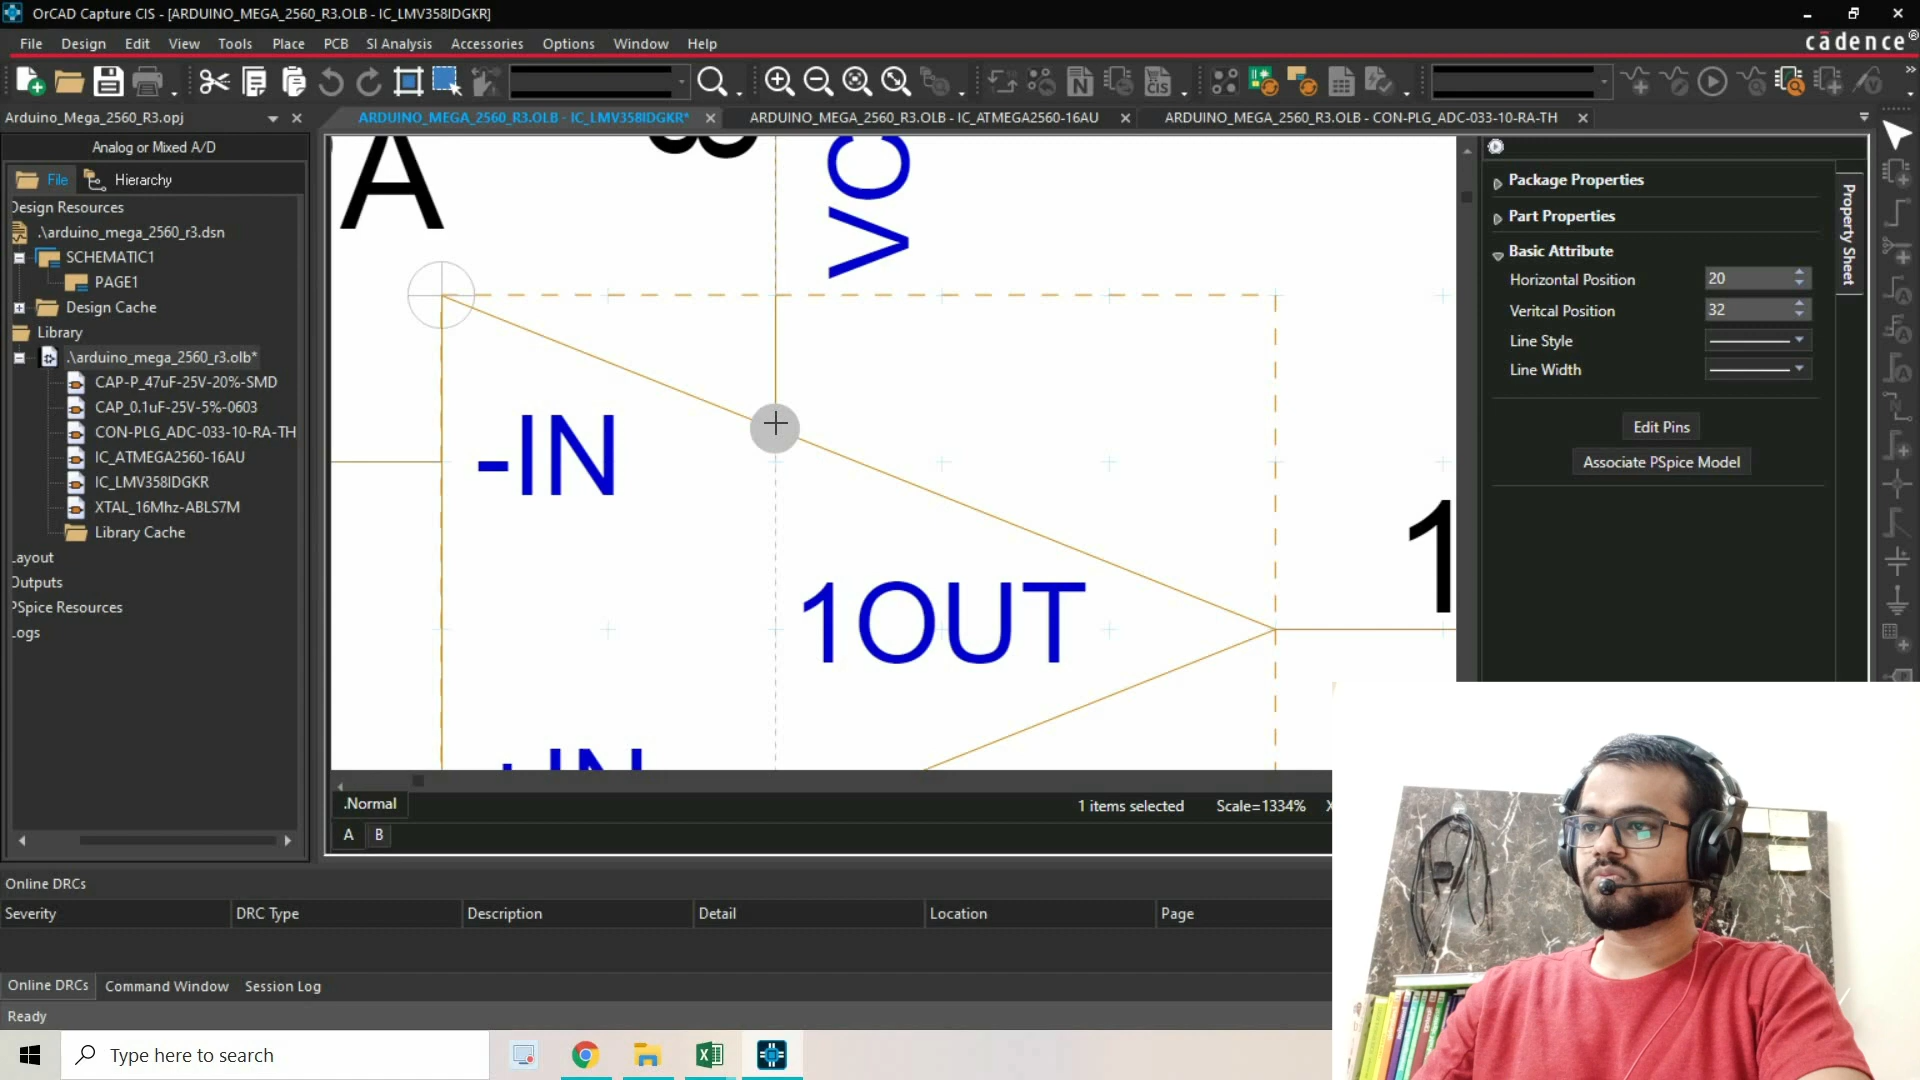 OrCAD Capture CIS - [ARDUINO_MEGA_2560_R3.OLB - IC_LMV358IDGKR]
File Design Edit View Tools Place PCB SI Analysis Accessories Options Window Help
cādence®
Arduino_Mega_2560_R3.opj
ARDUINO_MEGA_2560_R3.OLB - IC_LMV358IDGKR*
ARDUINO_MEGA_2560_R3.OLB - IC_ATMEGA2560-16AU
ARDUINO_MEGA_2560_R3.OLB - CON-PLG_ADC-033-10-RA-TH
Analog or Mixed A/D
File Hierarchy
Design Resources
.\arduino_mega_2560_r3.dsn
SCHEMATIC1
PAGE1
Design Cache
Library
.\arduino_mega_2560_r3.olb*
CAP-P_47uF-25V-20%-SMD
CAP_0.1uF-25V-5%-0603
CON-PLG_ADC-033-10-RA-TH
IC_ATMEGA2560-16AU
IC_LMV358IDGKR
XTAL_16Mhz-ABLS7M
Library Cache
Layout
Outputs
PSpice Resources
Logs
A
8
-IN
1OUT
+IN
1
Package Properties
Part Properties
Basic Attribute
Horizontal Position 20
Veritcal Position 32
Line Style
Line Width
Edit Pins
Associate PSpice Model
Property Sheet
.Normal
1 items selected Scale=1334%
A B
Online DRCs
Severity DRC Type Description Detail Location Page
Online DRCs Command Window Session Log
Ready
Type here to search